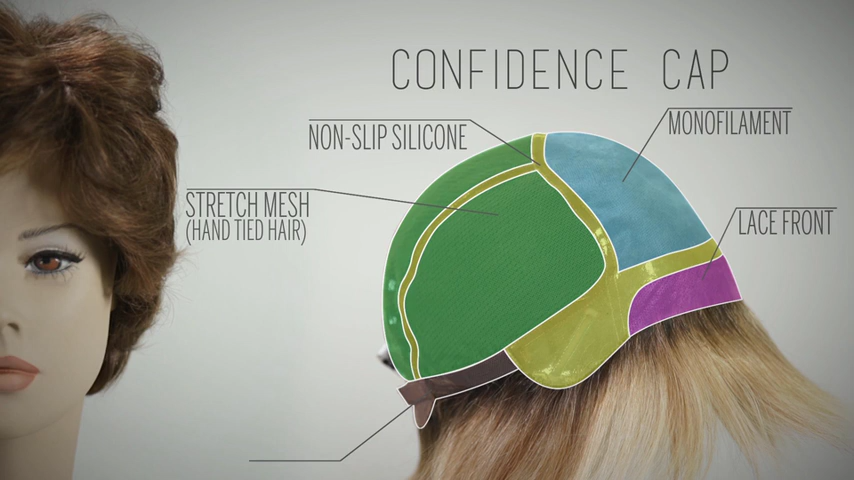 CONFIDENCE CAP
NON-SLIP SILICONE
MONOFILAMENT
STRETCH MESH
(HAND TIED HAIR)
LACE FRONT